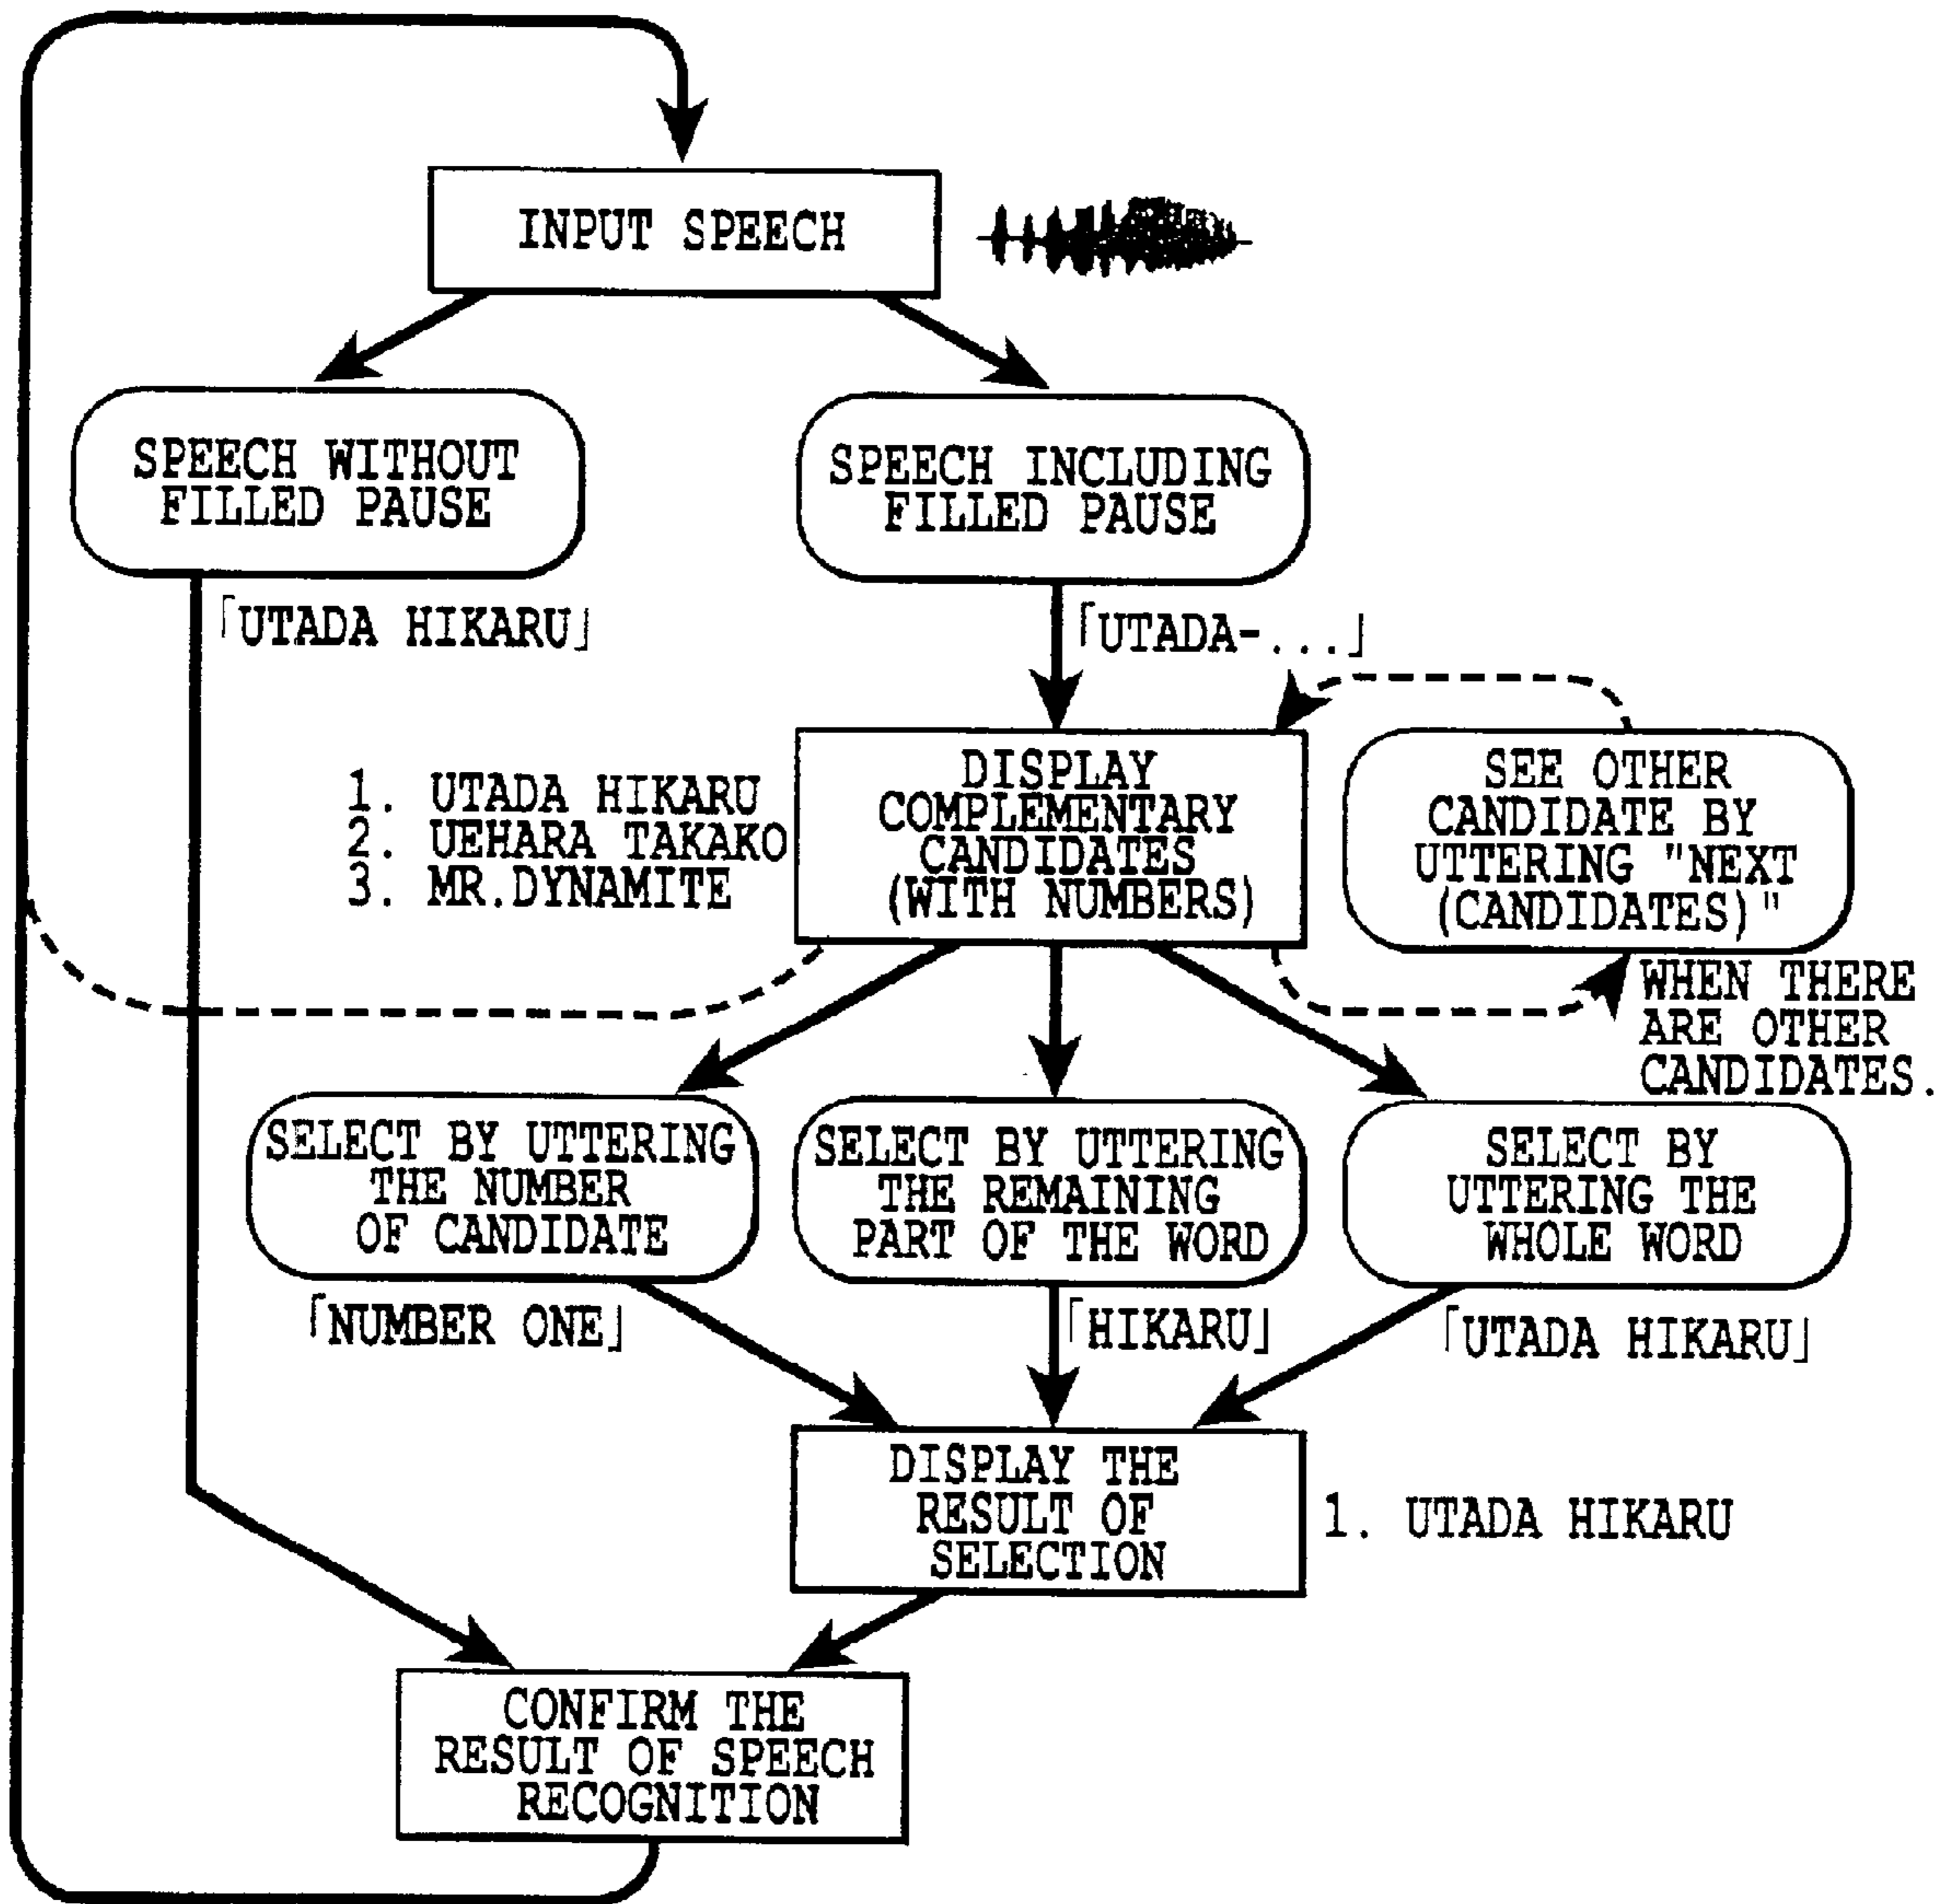 INPUT SPEECH
SPEECH WITHOUT
FILLED PAUSE
SPEECH INCLUDING
FILLED PAUSE
「UTADA HIKARU」
「UTADA-...」
1. UTADA HIKARU
2. UEHARA TAKAKO
3. MR.DYNAMITE
DISPLAY
COMPLEMENTARY
CANDIDATES
(WITH NUMBERS)
SEE OTHER
CANDIDATE BY
UTTERING "NEXT
(CANDIDATES)"
WHEN THERE
ARE OTHER
CANDIDATES.
SELECT BY UTTERING
THE NUMBER
OF CANDIDATE
SELECT BY UTTERING
THE REMAINING
PART OF THE WORD
SELECT BY
UTTERING THE
WHOLE WORD
「NUMBER ONE」
「HIKARU」
「UTADA HIKARU」
DISPLAY THE
RESULT OF
SELECTION
1. UTADA HIKARU
CONFIRM THE
RESULT OF SPEECH
RECOGNITION